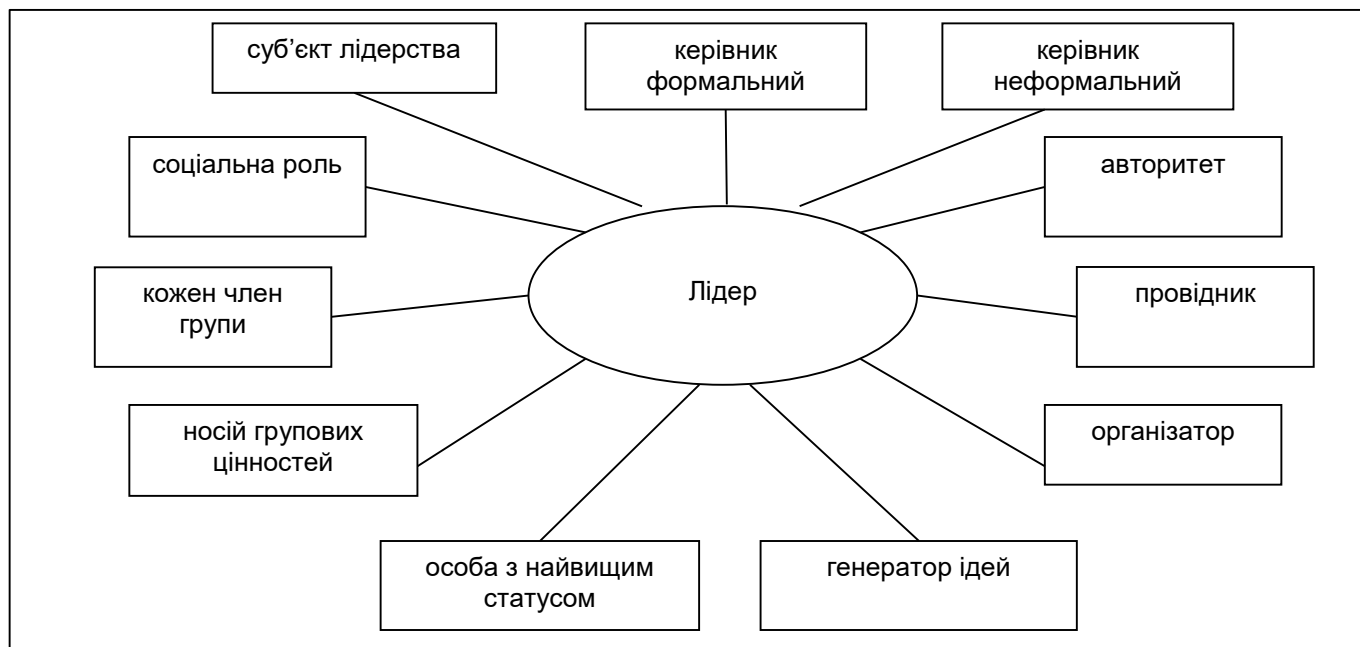 суб’єкт лідерства
керівник
формальний
керівник
неформальний
соціальна роль
авторитет
кожен член
групи
Лідер
провідник
носій групових
цінностей
організатор
особа з найвищим
статусом
генератор ідей